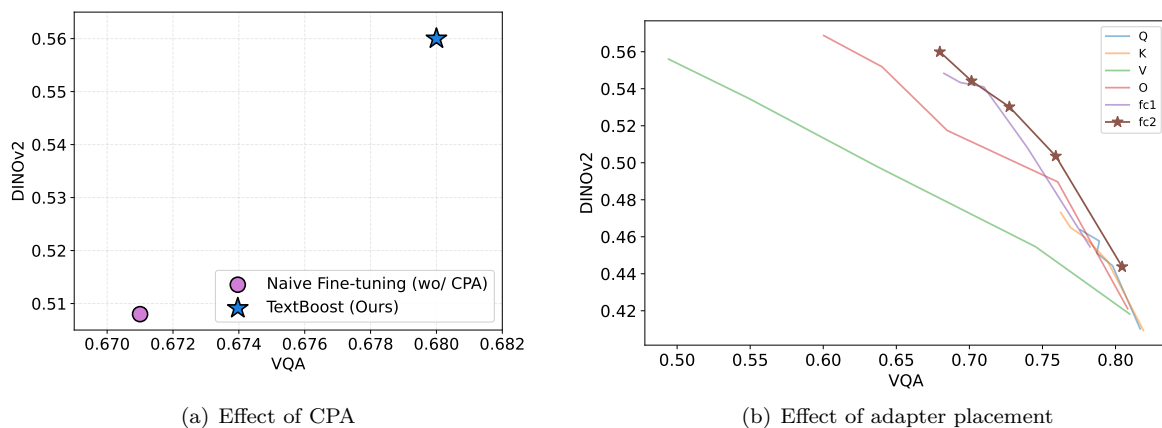 0.56
0.55
0.54
0.53
0.52
0.51
DINOv2
0.670 0.672 0.674 0.676 0.678 0.680 0.682
VQA
Naive Fine-tuning (wo/ CPA)
TextBoost (Ours)
(a) Effect of CPA
0.56
0.54
0.52
0.50
0.48
0.46
0.44
0.42
DINOv2
0.50 0.55 0.60 0.65 0.70 0.75 0.80
VQA
Q
K
V
O
fc1
fc2
(b) Effect of adapter placement